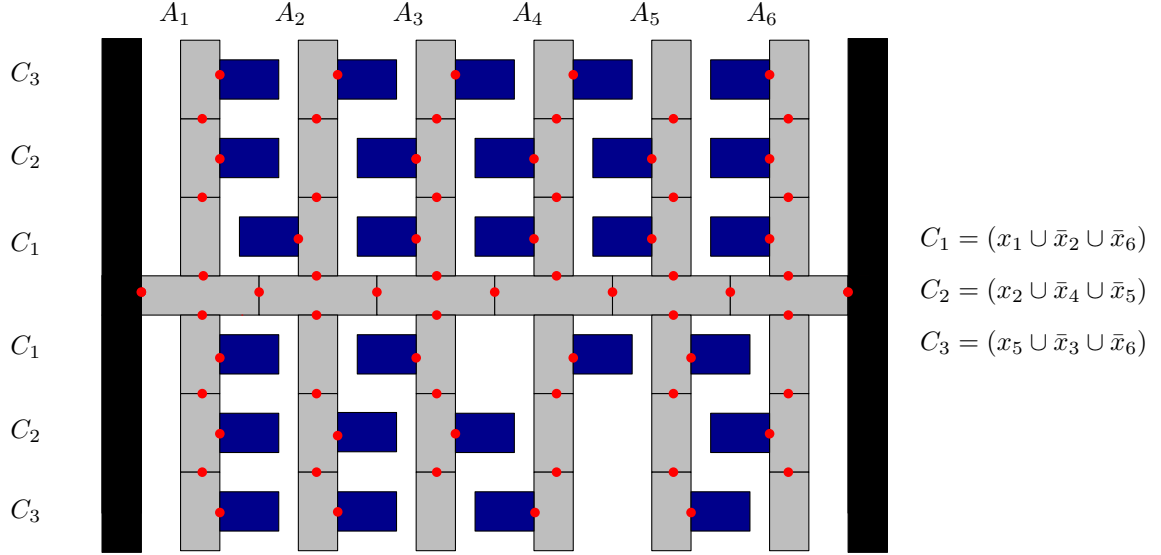 A₁ A₂ A₃ A₄ A₅ A₆
C₃
C₂
C₁
C₁
C₂
C₃
C₁ = (x₁ ∪ x̄₂ ∪ x̄₆)
C₂ = (x₂ ∪ x̄₄ ∪ x̄₅)
C₃ = (x₅ ∪ x̄₃ ∪ x̄₆)